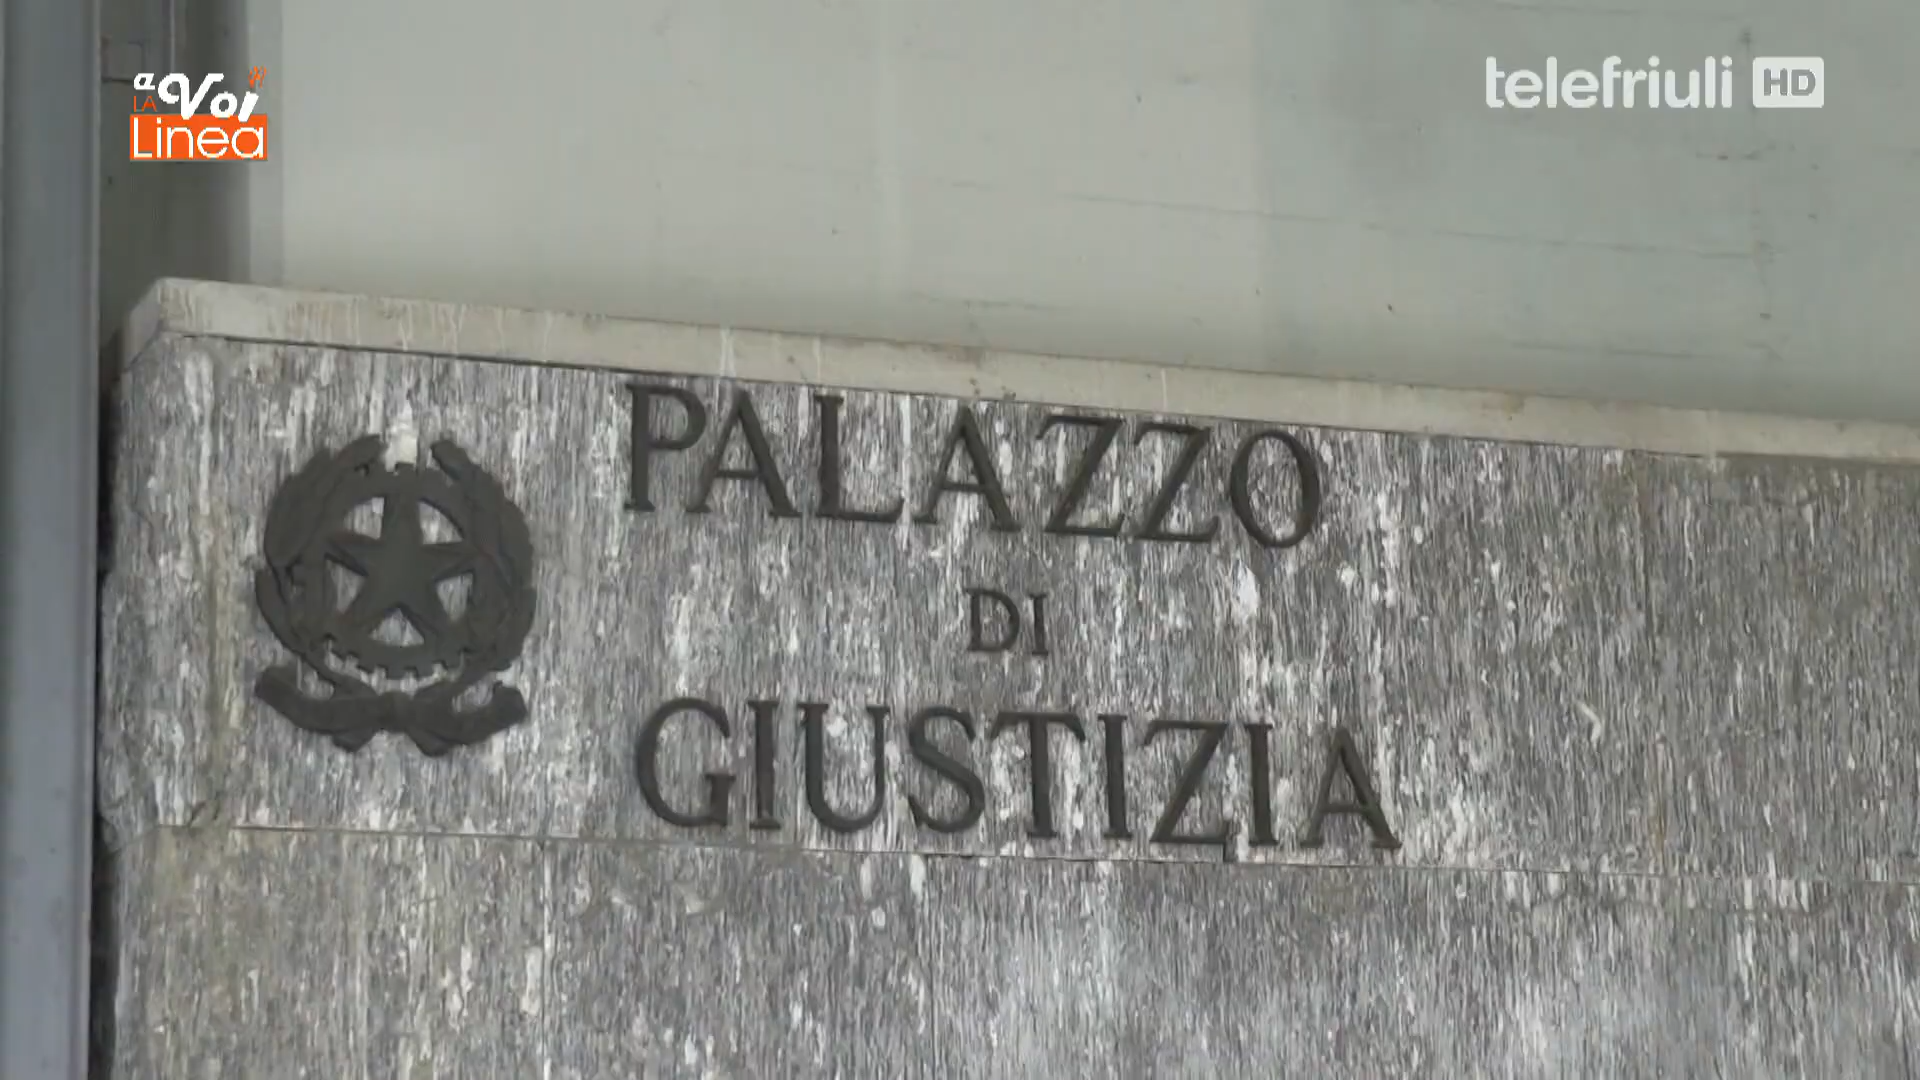 a Voi
LA
Linea
telefriuli HD
PALAZZO
DI
GIUSTIZIA